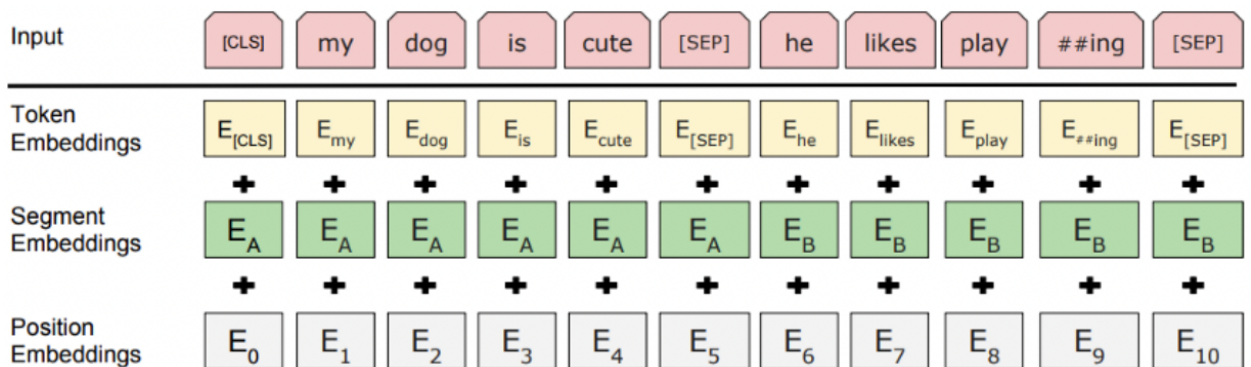 Input [CLS] my dog is cute [SEP] he likes play ##ing [SEP]
Token Embeddings E[CLS] Emy Edog Eis Ecute E[SEP] Ehe Elikes Eplay E##ing E[SEP]
+ + + + + + + + + + +
Segment Embeddings EA EA EA EA EA EA EB EB EB EB EB
+ + + + + + + + + + +
Position Embeddings E0 E1 E2 E3 E4 E5 E6 E7 E8 E9 E10